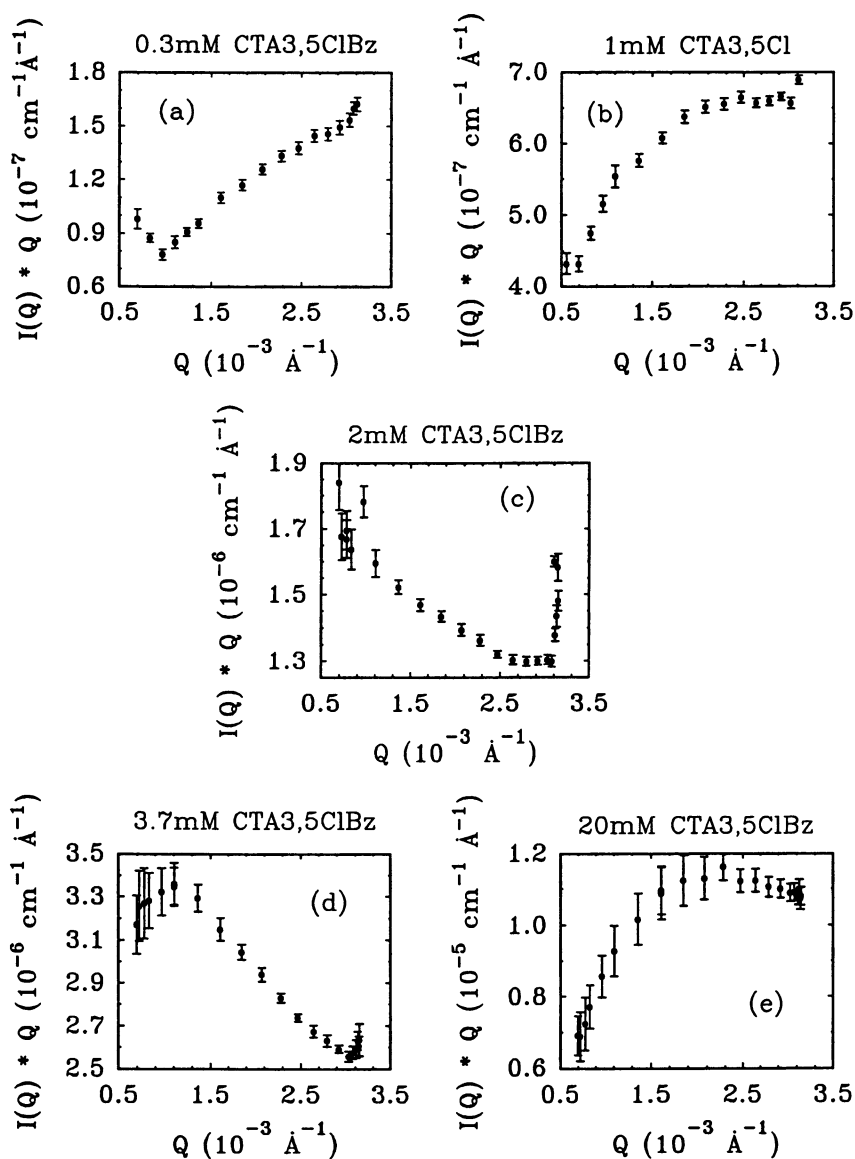 0.3mM CTA3,5ClBz
1.8
1.5
1.2
0.9
0.6
I(Q) * Q (10⁻⁷ cm⁻¹Å⁻¹)
(a)
0.5 1.5 2.5 3.5
Q (10⁻³ Å⁻¹)
1mM CTA3,5Cl
7.0
6.0
5.0
4.0
I(Q) * Q (10⁻⁷ cm⁻¹ Å⁻¹)
(b)
0.5 1.5 2.5 3.5
Q (10⁻³ Å⁻¹)
2mM CTA3,5ClBz
1.9
1.7
1.5
1.3
I(Q) * Q (10⁻⁶ cm⁻¹ Å⁻¹)
(c)
0.5 1.5 2.5 3.5
Q (10⁻³ Å⁻¹)
3.7mM CTA3,5ClBz
3.5
3.3
3.1
2.9
2.7
2.5
I(Q) * Q (10⁻⁶ cm⁻¹ Å⁻¹)
(d)
0.5 1.5 2.5 3.5
Q (10⁻³ Å⁻¹)
20mM CTA3,5ClBz
1.2
1.0
0.8
0.6
I(Q) * Q (10⁻⁵ cm⁻¹ Å⁻¹)
(e)
0.5 1.5 2.5 3.5
Q (10⁻³ Å⁻¹)